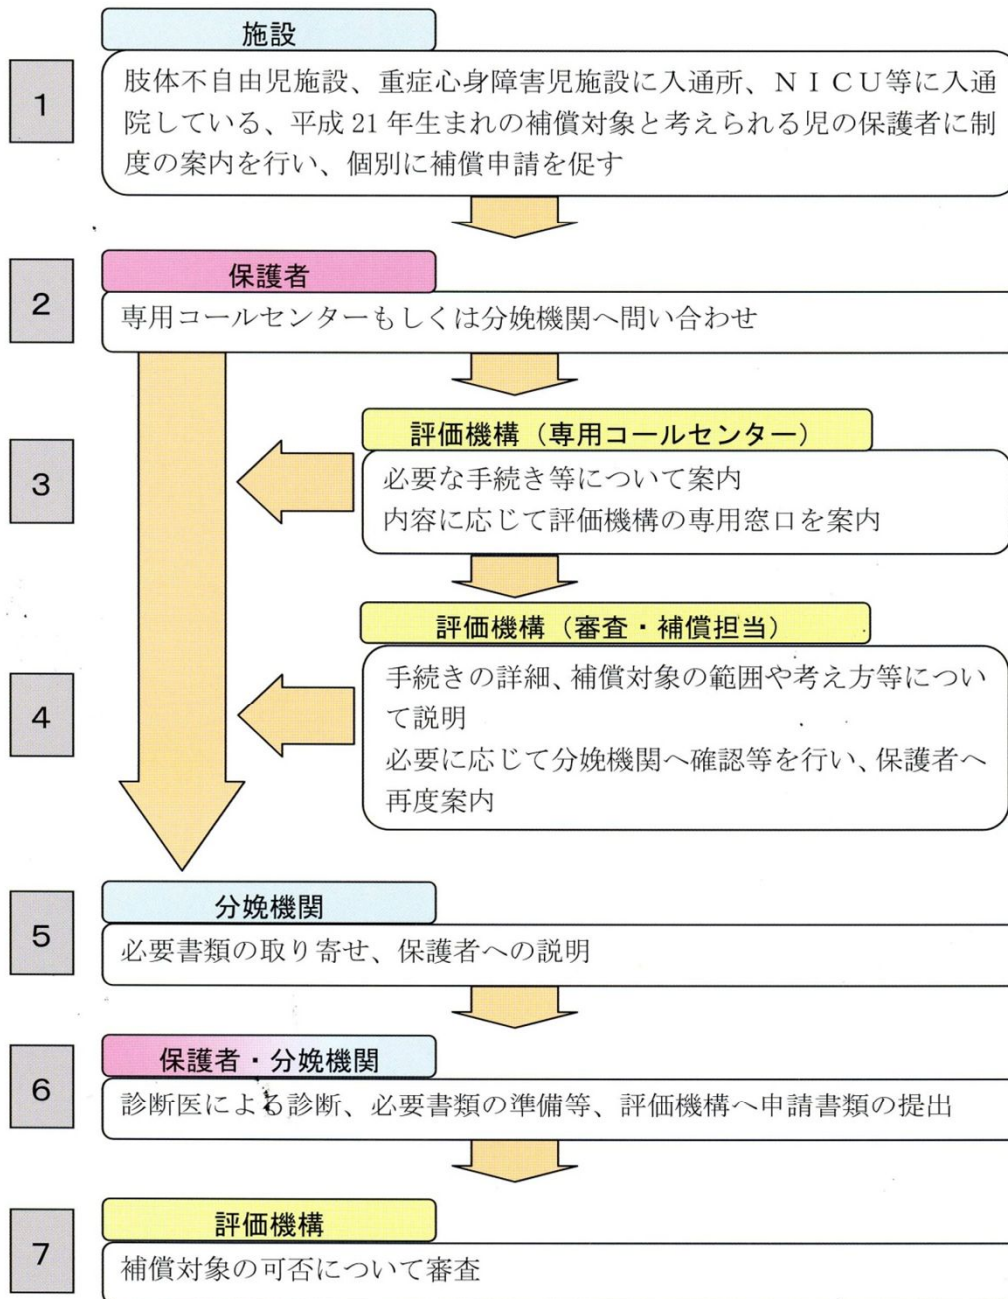 施設
1
肢体不自由児施設、重症心身障害児施設に入通所、ＮＩＣＵ等に入通
院している、平成 21 年生まれの補償対象と考えられる児の保護者に制
度の案内を行い、個別に補償申請を促す
保護者
2
専用コールセンターもしくは分娩機関へ問い合わせ
評価機構（専用コールセンター）
3
必要な手続き等について案内
内容に応じて評価機構の専用窓口を案内
評価機構（審査・補償担当）
4
手続きの詳細、補償対象の範囲や考え方等につい
て説明
必要に応じて分娩機関へ確認等を行い、保護者へ
再度案内
分娩機関
5
必要書類の取り寄せ、保護者への説明
保護者・分娩機関
6
診断医による診断、必要書類の準備等、評価機構へ申請書類の提出
評価機構
7
補償対象の可否について審査